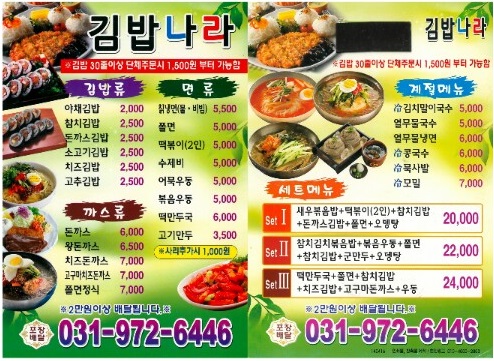 김밥나라
※김밥 30줄이상 단체주문시 1,500원 부터 가능함
김밥류
야채김밥 2,000
참치김밥 2,500
돈까스김밥 2,500
소고기김밥 2,500
치즈김밥 2,500
고추김밥 2,500
까스류
돈까스 6,000
왕돈까스 6,500
치즈돈까스 7,000
고구마치즈돈까스 7,000
쫄면정식 7,000
면류
칡냉면(물·비빔) 5,500
쫄면 5,000
떡볶이(2인) 5,000
수제비 5,000
어묵우동 5,000
볶음우동 5,000
떡만두국 6,000
고기만두 3,500
※사리추가시 1,000원
※2만원이상 배달됩니다.※
포장
배달
031-972-6446
김밥나라
※김밥 30줄이상 단체주문시 1,500원 부터 가능함
계절메뉴
冷 김치말이국수 5,000
열무물국수 5,000
열무물냉면 6,000
冷 콩국수 6,000
冷 묵사발 6,000
冷 모밀 7,000
세트메뉴
Set Ⅰ 새우볶음밥+떡볶이(2인)+참치김밥
+돈까스김밥+쫄면+오뎅탕 20,000
Set Ⅱ 참치김치볶음밥+볶음우동+쫄면
+참치김밥+군만두+오뎅탕 22,000
Set Ⅲ 떡만두국+쫄면+참치김밥
+치즈김밥+고구마돈까스+우동 24,000
※2만원이상 배달됩니다.※
포장
배달
031-972-6446